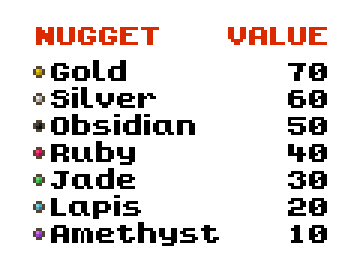 NUGGET VALUE
Gold 70
Silver 60
Obsidian 50
Ruby 40
Jade 30
Lapis 20
Amethyst 10